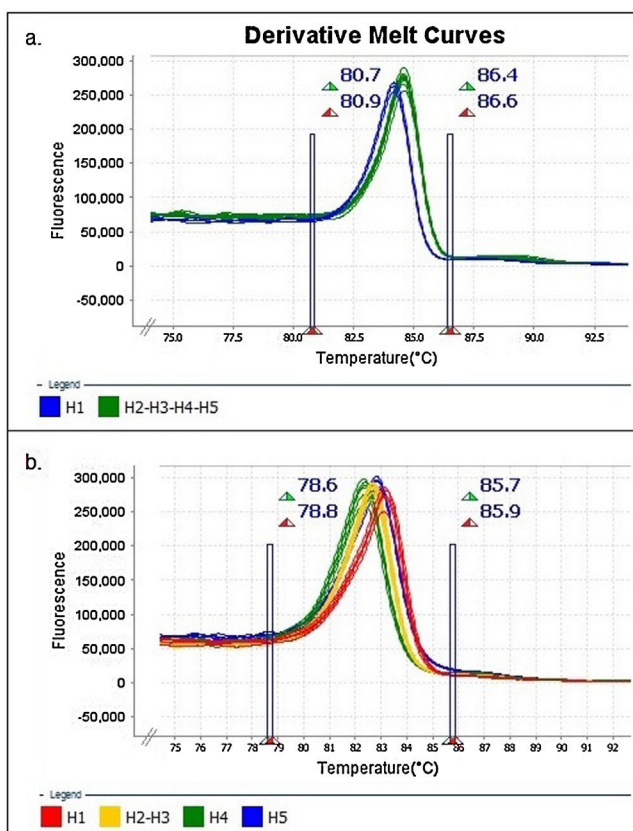 a.
Derivative Melt Curves
Fluorescence
300,000
250,000
200,000
150,000
100,000
50,000
0
-50,000
80.7
80.9
86.4
86.6
75.0 77.5 80.0 82.5 85.0 87.5 90.0 92.5
Temperature(°C)
Legend
H1 H2-H3-H4-H5
b.
Fluorescence
300,000
250,000
200,000
150,000
100,000
50,000
0
-50,000
78.6
78.8
85.7
85.9
75 76 77 78 79 80 81 82 83 84 85 86 87 88 89 90 91 92
Temperature(°C)
Legend
H1 H2-H3 H4 H5